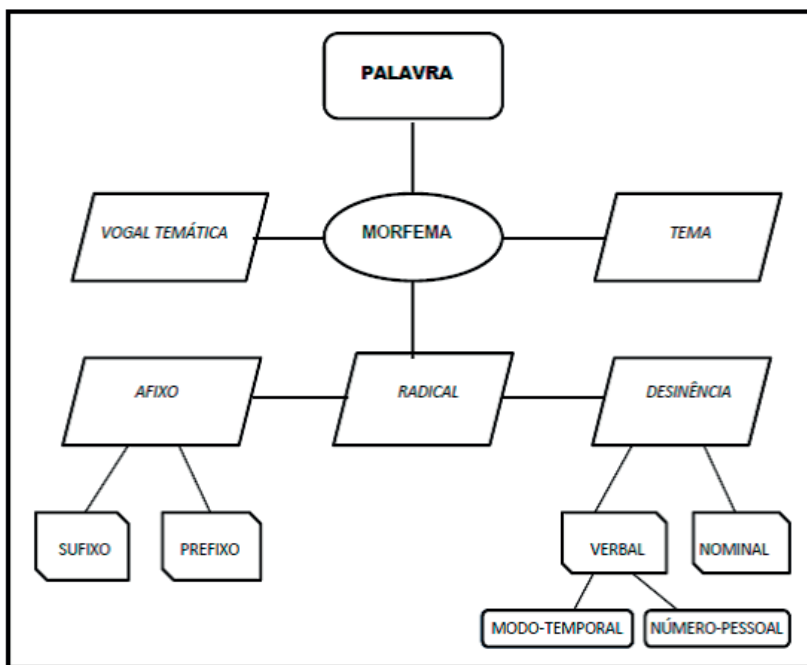 PALAVRA
VOGAL TEMÁTICA
MORFEMA
TEMA
AFIXO
RADICAL
DESINÊNCIA
SUFIXO
PREFIXO
VERBAL
NOMINAL
MODO-TEMPORAL
NÚMERO-PESSOAL